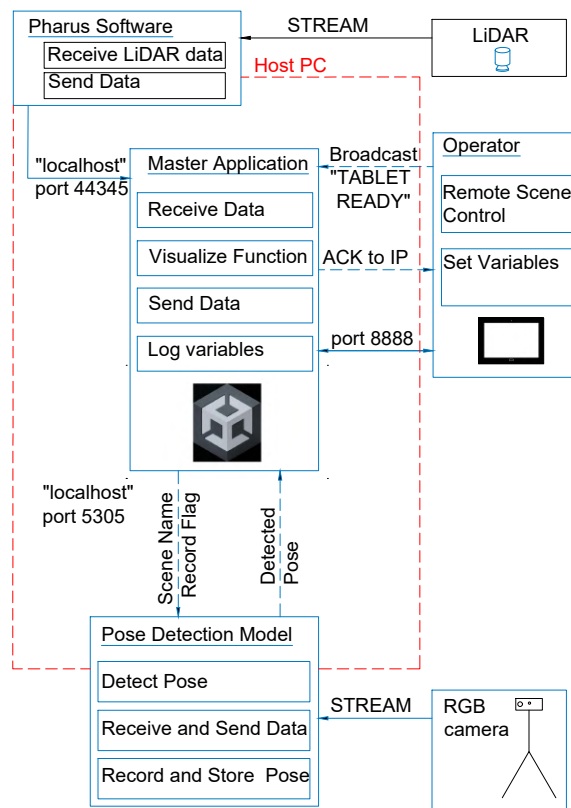 Pharus Software
Receive LiDAR data
Send Data
STREAM
LiDAR
Host PC
"localhost"
port 44345
Master Application
Receive Data
Visualize Function
Send Data
Log variables
Broadcast
"TABLET
READY"
ACK to IP
port 8888
Operator
Remote Scene
Control
Set Variables
"localhost"
port 5305
Scene Name
Record Flag
Detected
Pose
Pose Detection Model
Detect Pose
Receive and Send Data
Record and Store Pose
STREAM
RGB
camera